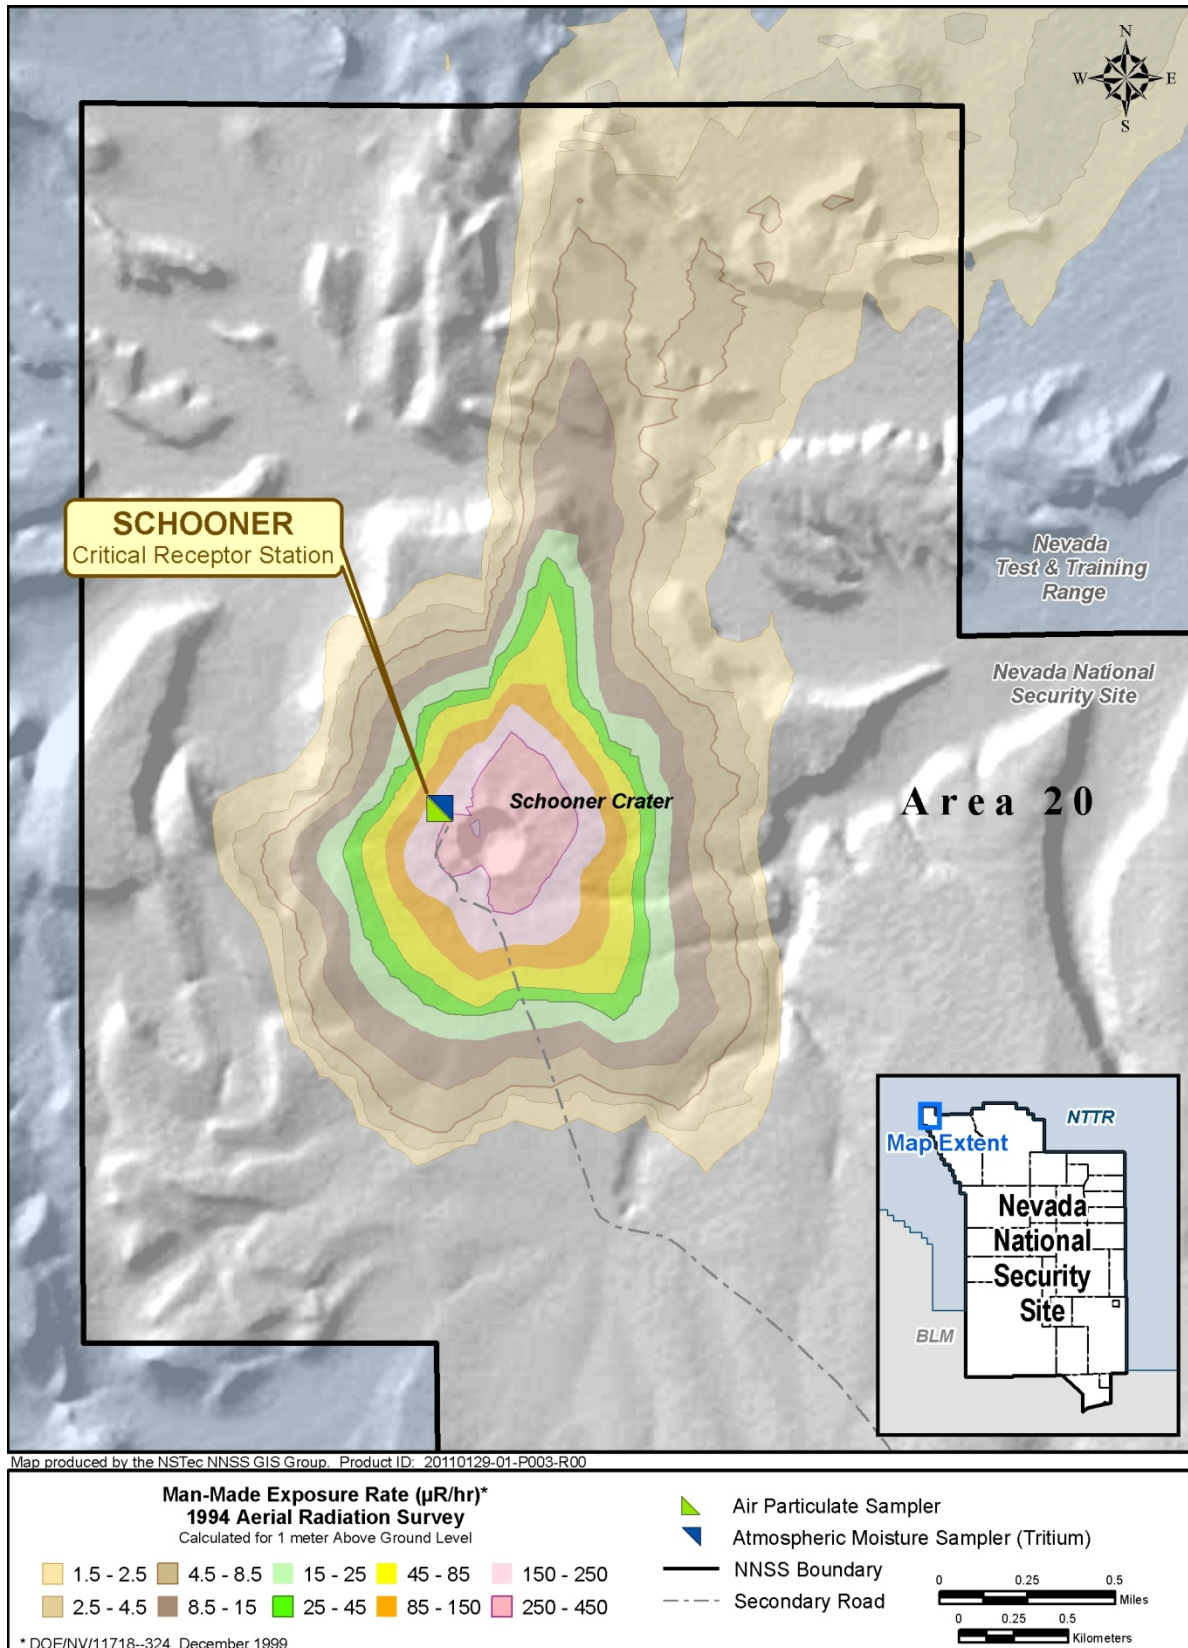 N
W E
S
SCHOONER
Critical Receptor Station
Nevada
Test & Training
Range
Nevada National
Security Site
Schooner Crater
Area 20
NTTR
Map Extent
Nevada
National
Security
Site
BLM
Map produced by the NSTec NNSS GIS Group. Product ID: 20110129-01-P003-R00
Man-Made Exposure Rate (µR/hr)*
1994 Aerial Radiation Survey
Calculated for 1 meter Above Ground Level
1.5 - 2.5 4.5 - 8.5 15 - 25 45 - 85 150 - 250
2.5 - 4.5 8.5 - 15 25 - 45 85 - 150 250 - 450
* DOE/NV/11718--324, December 1999
Air Particulate Sampler
Atmospheric Moisture Sampler (Tritium)
NNSS Boundary
Secondary Road
0 0.25 0.5
Miles
0 0.25 0.5
Kilometers